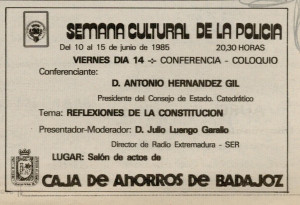 SEMANA CULTURAL DE LA POLICIA
Del 10 al 15 de junio de 1985 20,30 HORAS
VIERNES DIA 14 -:- CONFERENCIA - COLOQUIO
Conferenciante:
D. ANTONIO HERNANDEZ GIL
Presidente del Consejo de Estado. Catedrático
Tema: REFLEXIONES DE LA CONSTITUCION
Presentador-Moderador: D. Julio Luengo Garallo
Director de Radio Extremadura - SER
LUGAR: Salón de actos de
CAJA DE AHORROS DE BADAJOZ